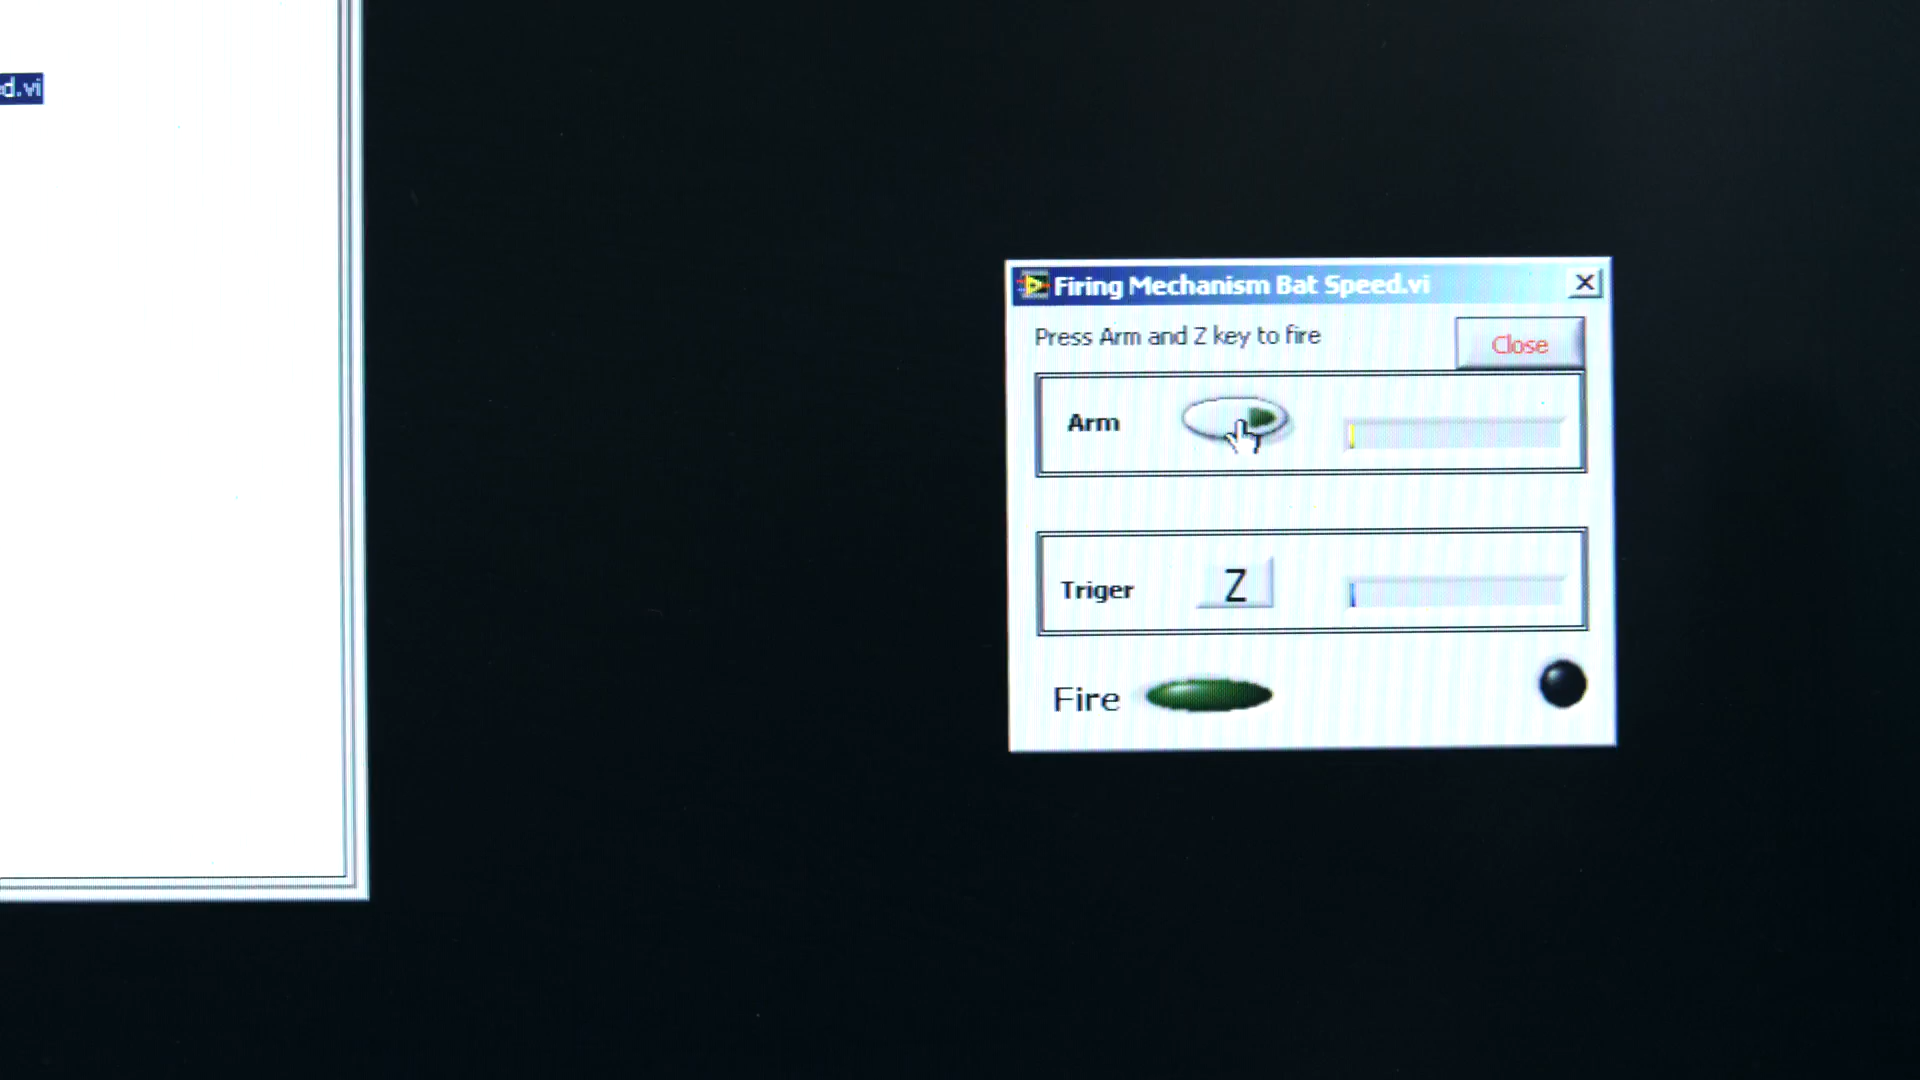 d.vi
Firing Mechanism Bat Speed.vi
Press Arm and Z key to fire
Close
Arm
Triger
Z
Fire